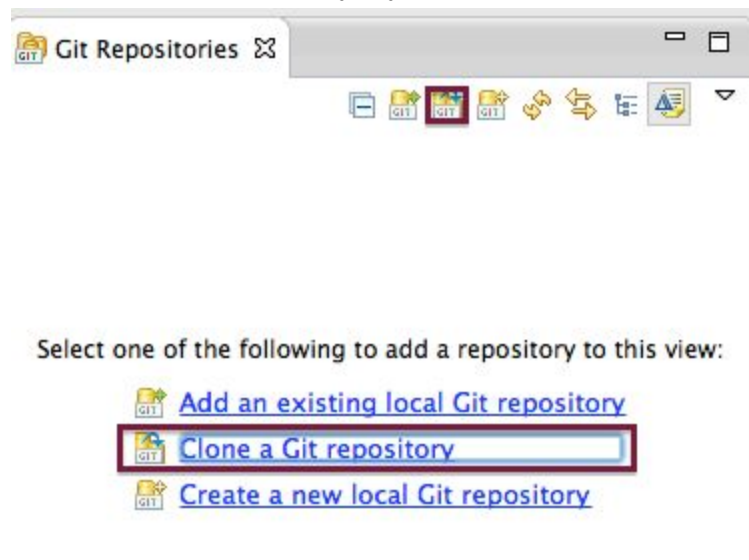 Git Repositories
Select one of the following to add a repository to this view:
Add an existing local Git repository
Clone a Git repository
Create a new local Git repository